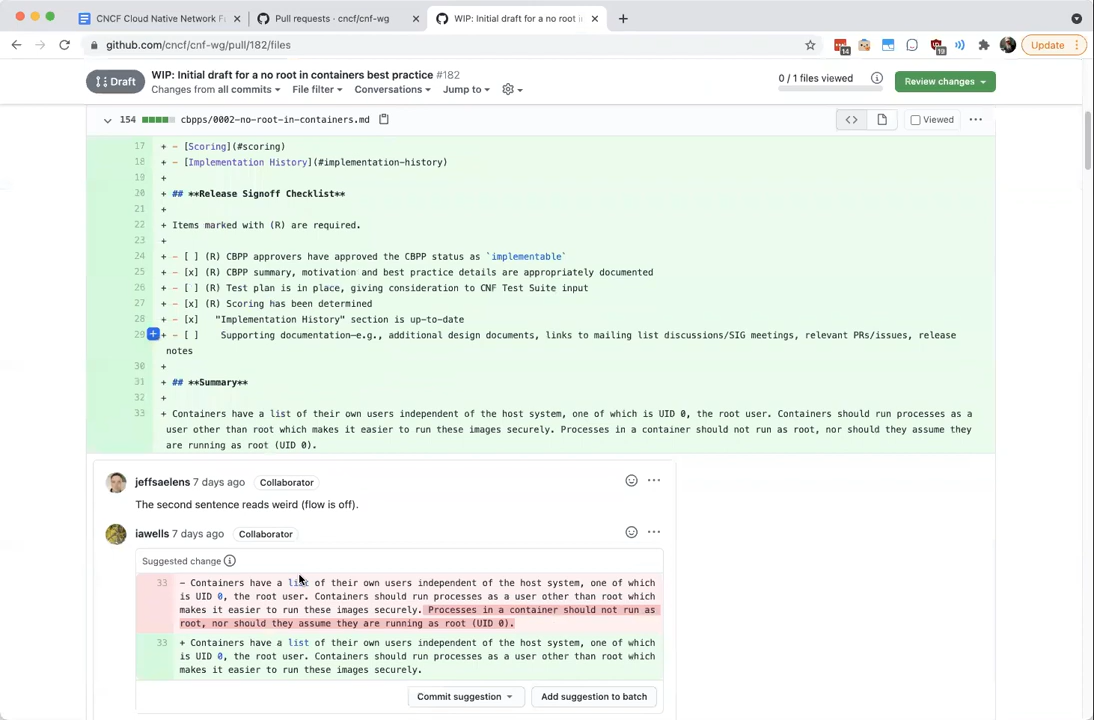 CNCF Cloud Native Network F
Pull requests · cncf/cnf-wg
WIP: Initial draft for a no root i
github.com/cncf/cnf-wg/pull/182/files
14
19
Update
Draft
WIP: Initial draft for a no root in containers best practice #182
Changes from all commits
File filter
Conversations
Jump to
0 / 1 files viewed
Review changes
154
cbpps/0002-no-root-in-containers.md
Viewed
17 + - [Scoring](#scoring)
18 + - [Implementation History](#implementation-history)
19 +
20 + ## **Release Signoff Checklist**
21 +
22 + Items marked with (R) are required.
23 +
24 + - [ ] (R) CBPP approvers have approved the CBPP status as `implementable`
25 + - [x] (R) CBPP summary, motivation and best practice details are appropriately documented
26 + - [ ] (R) Test plan is in place, giving consideration to CNF Test Suite input
27 + - [x] (R) Scoring has been determined
28 + - [x] "Implementation History" section is up-to-date
29 + - [ ] Supporting documentation—e.g., additional design documents, links to mailing list discussions/SIG meetings, relevant PRs/issues, release
notes
30 +
31 + ## **Summary**
32 +
33 + Containers have a list of their own users independent of the host system, one of which is UID 0, the root user. Containers should run processes as a
user other than root which makes it easier to run these images securely. Processes in a container should not run as root, nor should they assume they
are running as root (UID 0).
jeffsaelens 7 days ago Collaborator
The second sentence reads weird (flow is off).
iawells 7 days ago Collaborator
Suggested change
33 - Containers have a list of their own users independent of the host system, one of which
is UID 0, the root user. Containers should run processes as a user other than root which
makes it easier to run these images securely. Processes in a container should not run as
root, nor should they assume they are running as root (UID 0).
33 + Containers have a list of their own users independent of the host system, one of which
is UID 0, the root user. Containers should run processes as a user other than root which
makes it easier to run these images securely.
Commit suggestion
Add suggestion to batch